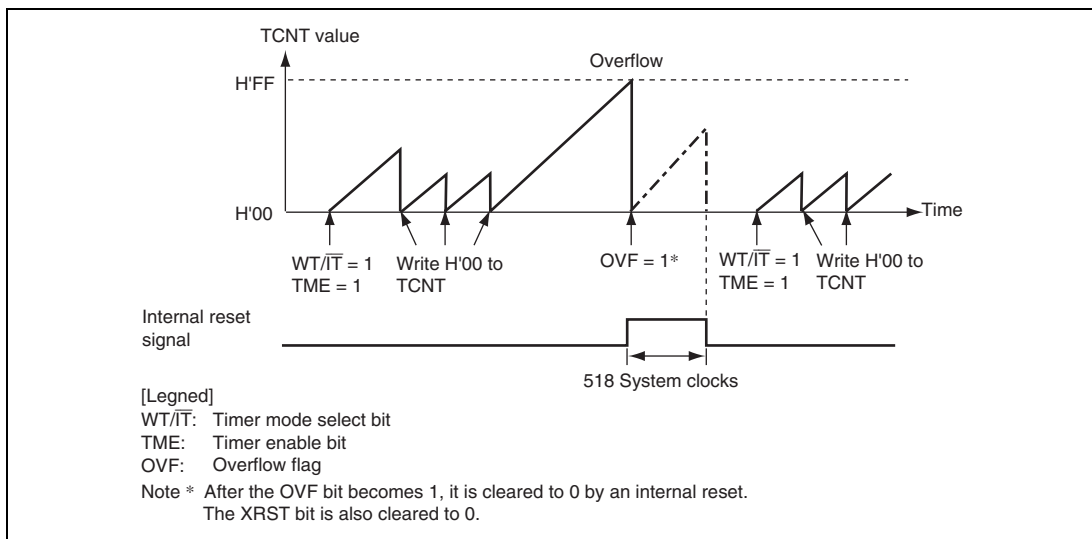 TCNT value
Overflow
H'FF
H'00
Time
WT/IT = 1
TME = 1
Write H'00 to
TCNT
OVF = 1*
WT/IT = 1
TME = 1
Write H'00 to
TCNT
Internal reset
signal
518 System clocks
[Legned]
WT/IT: Timer mode select bit
TME: Timer enable bit
OVF: Overflow flag
Note * After the OVF bit becomes 1, it is cleared to 0 by an internal reset.
The XRST bit is also cleared to 0.